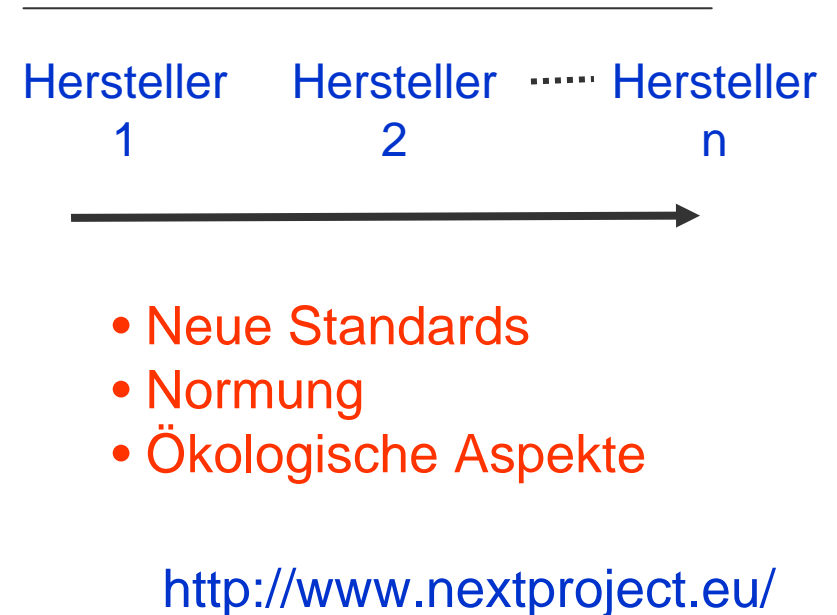 Hersteller Hersteller Hersteller
1 2 n
• Neue Standards
• Normung
• Ökologische Aspekte
http://www.nextproject.eu/